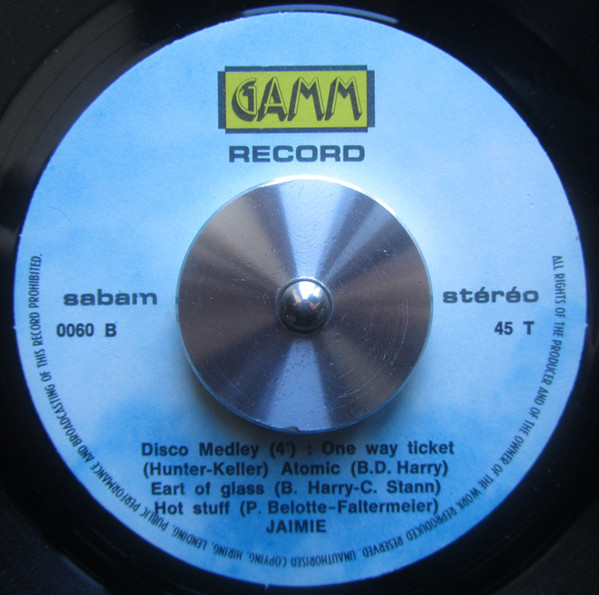 GAMM
RECORD
sabam
stéréo
0060 B
45 T
Disco Medley (4') : One way ticket
(Hunter-Keller) Atomic (B.D. Harry)
Eart of glass (B. Harry-C. Stann)
Hot stuff (P. Belotte-Faltermeier)
JAIMIE
ALL RIGHTS OF THE PRODUCER AND OF THE OWNER OF THE WORK REPRODUCED RESERVED. UNAUTHORISED COPYING, HIRING, LENDING, PUBLIC PERFORMANCE AND BROADCASTING OF THIS RECORD PROHIBITED.